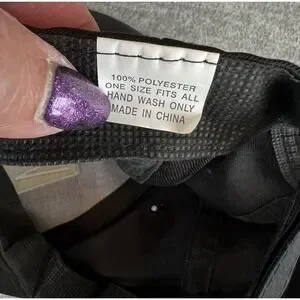 100% POLYESTER
ONE SIZE FITS ALL
HAND WASH ONLY
MADE IN CHINA